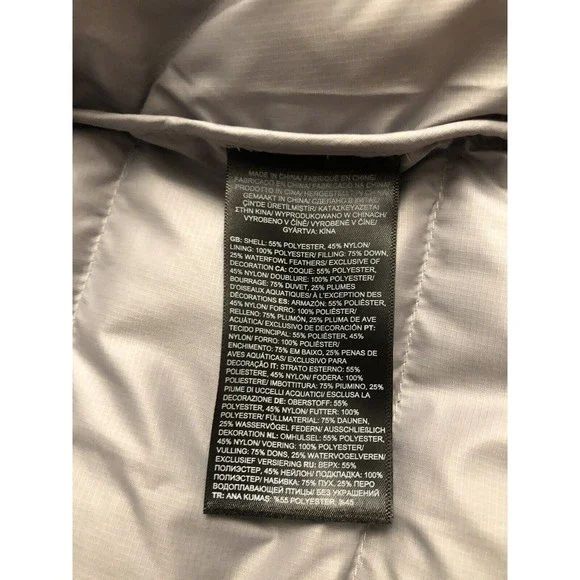 MADE IN CHINA/ FABRIQUÉ EN CHINE/
FABRICADO EN CHINA/ FABRICADO NA CHINA/
PRODOTTO IN CINA/ HERGESTELLT IN CHINA/
GEMAAKT IN CHINA/ СДЕЛАНО В КИТАЕ/
ÇİN'DE ÜRETİLMİŞTİR/ ΚΑΤΑΣΚΕΥΑΖΕΤΑΙ
ΣΤΗΝ ΚΙΝΑ/ WYPRODUKOWANO W CHINACH/
VYROBENO V ČÍNĚ/ VYROBENÉ V ČÍNE/
GYÁRTVA: KÍNA
GB: SHELL: 55% POLYESTER, 45% NYLON/
LINING: 100% POLYESTER/ FILLING: 75% DOWN,
25% WATERFOWL FEATHERS/ EXCLUSIVE OF
DECORATION CA: COQUE: 55% POLYESTER,
45% NYLON/ DOUBLURE: 100% POLYESTER/
BOURRAGE: 75% DUVET, 25% PLUMES
D'OISEAUX AQUATIQUES/ À L'EXCEPTION DES
DÉCORATIONS ES: ARMAZÓN: 55% POLIÉSTER,
45% NYLON/ FORRO: 100% POLIÉSTER/
RELLENO: 75% PLUMÓN, 25% PLUMA DE AVE
ACUÁTICA/ EXCLUSIVO DE DECORACIÓN PT:
TECIDO PRINCIPAL: 55% POLIÉSTER, 45%
NYLON/ FORRO: 100% POLIÉSTER/
ENCHIMENTO: 75% EM BAIXO, 25% PENAS DE
AVES AQUÁTICAS/ EXCLUSIVO PARA
DECORAÇÃO IT: STRATO ESTERNO: 55%
POLIESTERE, 45% NYLON/ FODERA: 100%
POLIESTERE/ IMBOTTITURA: 75% PIUMINO, 25%
PIUME DI UCCELLI ACQUATICI/ ESCLUSA LA
DECORAZIONE DE: OBERSTOFF: 55%
POLYESTER, 45% NYLON/ FUTTER: 100%
POLYESTER/ FÜLLMATERIAL: 75% DAUNEN,
25% WASSERVÖGEL FEDERN/ AUSSCHLIEßLICH
DEKORATION NL: OMHULSEL: 55% POLYESTER,
45% NYLON/ VOERING: 100% POLYESTER/
VULLING: 75% DONS, 25% WATERVOGELVEREN/
EXCLUSIEF VERSIERING RU: ВЕРХ: 55%
ПОЛИЭСТЕР, 45% НЕЙЛОН/ ПОДКЛАДКА: 100%
ПОЛИЭСТЕР/ НАБИВКА: 75% ПУХ, 25% ПЕРО
ВОДОПЛАВАЮЩЕЙ ПТИЦЫ/ БЕЗ УКРАШЕНИЙ
TR: ANA KUMAŞ: %55 POLYESTER, %45